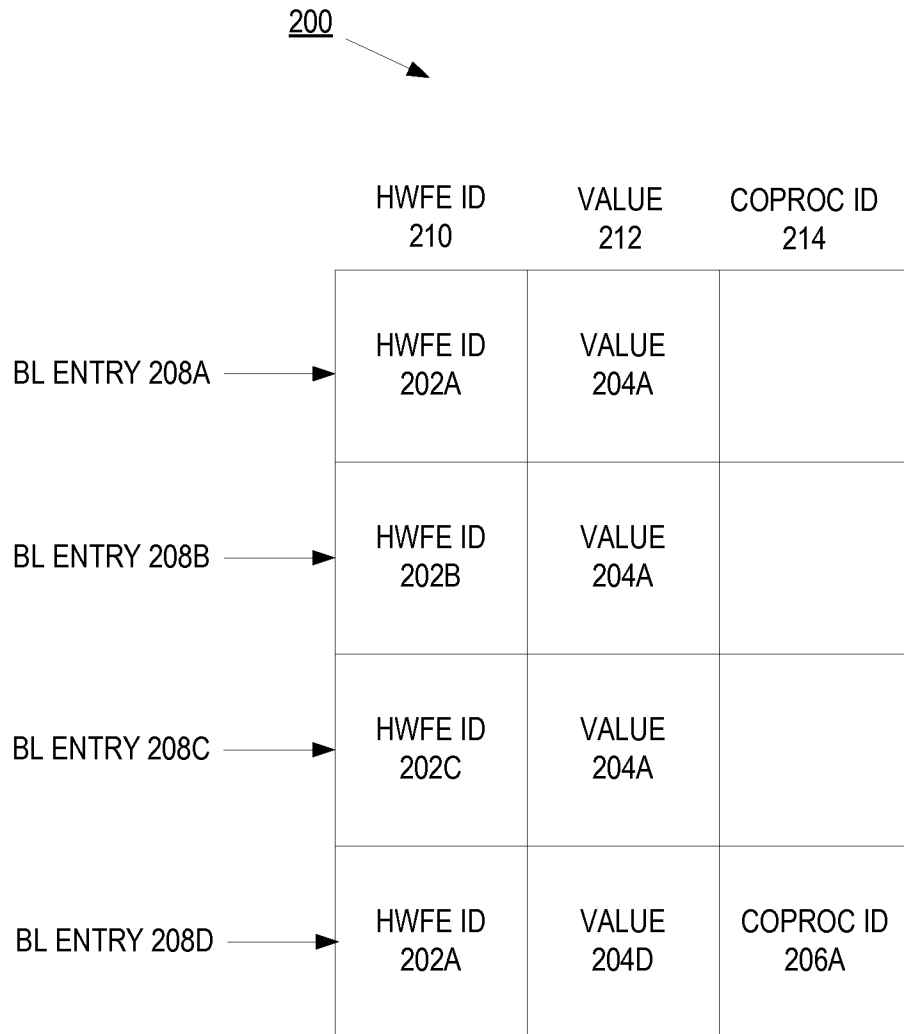 200
HWFE ID
210
VALUE
212
COPROC ID
214
BL ENTRY 208A
HWFE ID
202A
VALUE
204A
BL ENTRY 208B
HWFE ID
202B
VALUE
204A
BL ENTRY 208C
HWFE ID
202C
VALUE
204A
BL ENTRY 208D
HWFE ID
202A
VALUE
204D
COPROC ID
206A